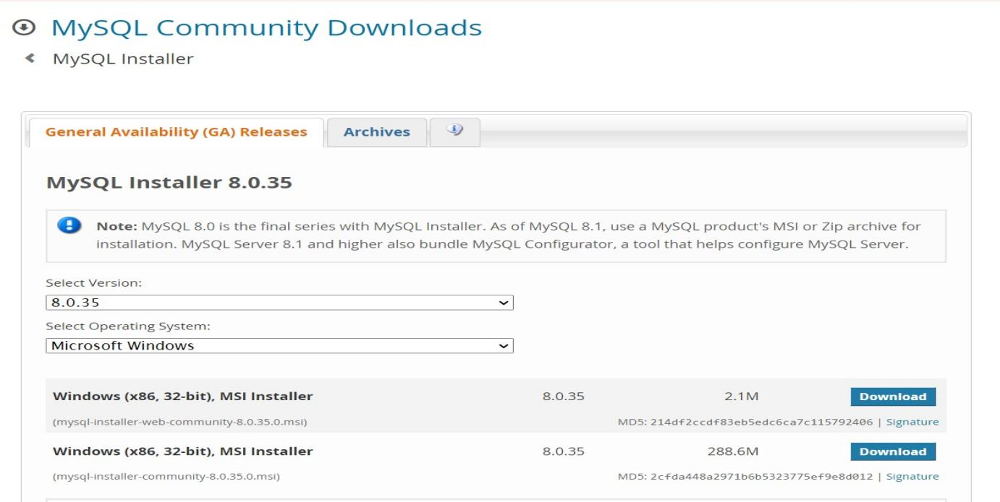 MySQL Community Downloads
MySQL Installer
General Availability (GA) Releases Archives
MySQL Installer 8.0.35
Note: MySQL 8.0 is the final series with MySQL Installer. As of MySQL 8.1, use a MySQL product's MSI or Zip archive for
installation. MySQL Server 8.1 and higher also bundle MySQL Configurator, a tool that helps configure MySQL Server.
Select Version:
8.0.35
Select Operating System:
Microsoft Windows
Windows (x86, 32-bit), MSI Installer 8.0.35 2.1M Download
(mysql-installer-web-community-8.0.35.0.msi) MD5: 214df2ccdf83eb5edc6ca7c115792406 | Signature
Windows (x86, 32-bit), MSI Installer 8.0.35 288.6M Download
(mysql-installer-community-8.0.35.0.msi) MD5: 2cfda448a2971b6b5323775ef9e8d012 | Signature